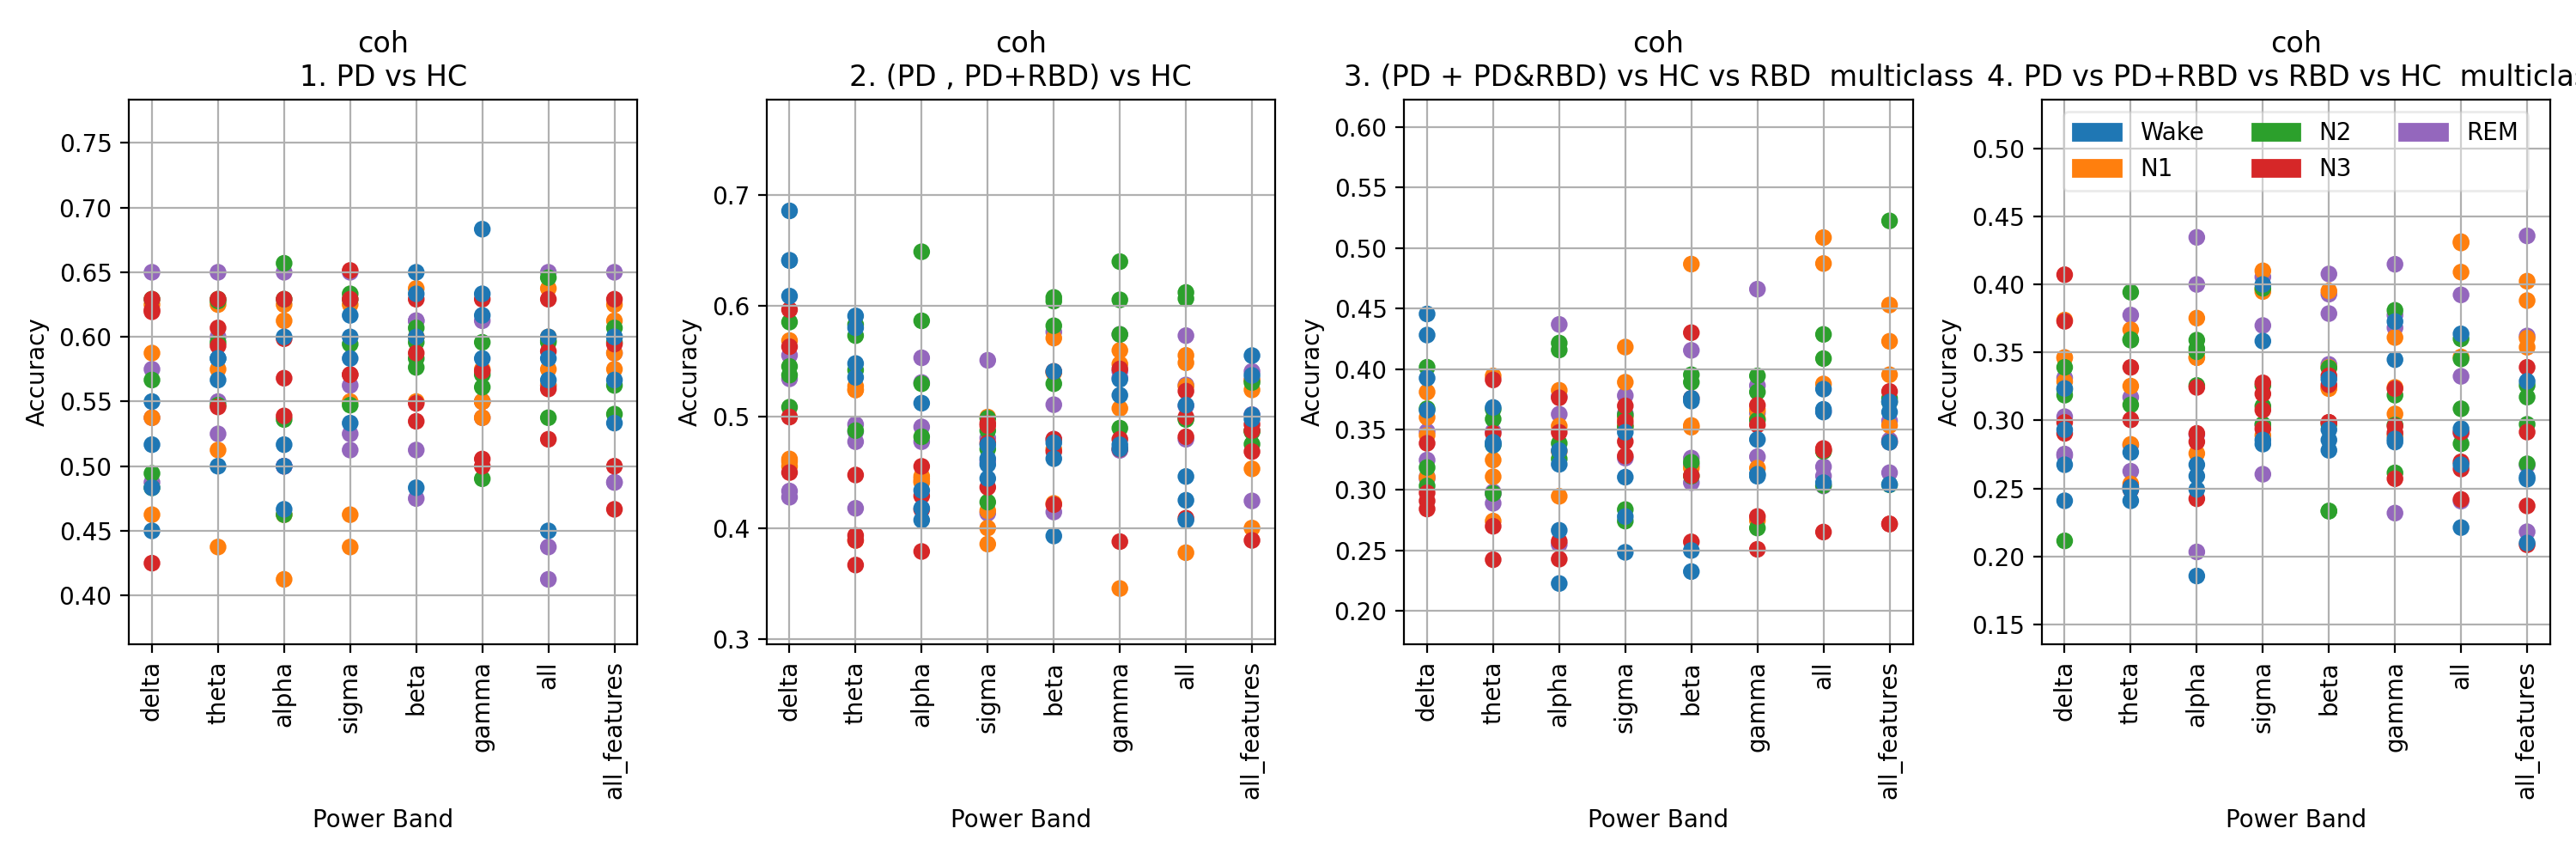 coh
1. PD vs HC
Accuracy
0.75
0.70
0.65
0.60
0.55
0.50
0.45
0.40
delta
theta
alpha
sigma
beta
gamma
all
all_features
Power Band
coh
2. (PD , PD+RBD) vs HC
Accuracy
0.7
0.6
0.5
0.4
0.3
delta
theta
alpha
sigma
beta
gamma
all
all_features
Power Band
coh
3. (PD + PD&RBD) vs HC vs RBD  multiclass
Accuracy
0.60
0.55
0.50
0.45
0.40
0.35
0.30
0.25
0.20
delta
theta
alpha
sigma
beta
gamma
all
all_features
Power Band
coh
4. PD vs PD+RBD vs RBD vs HC  multicla
Accuracy
0.50
0.45
0.40
0.35
0.30
0.25
0.20
0.15
Wake
N1
N2
N3
REM
delta
theta
alpha
sigma
beta
gamma
all
all_features
Power Band